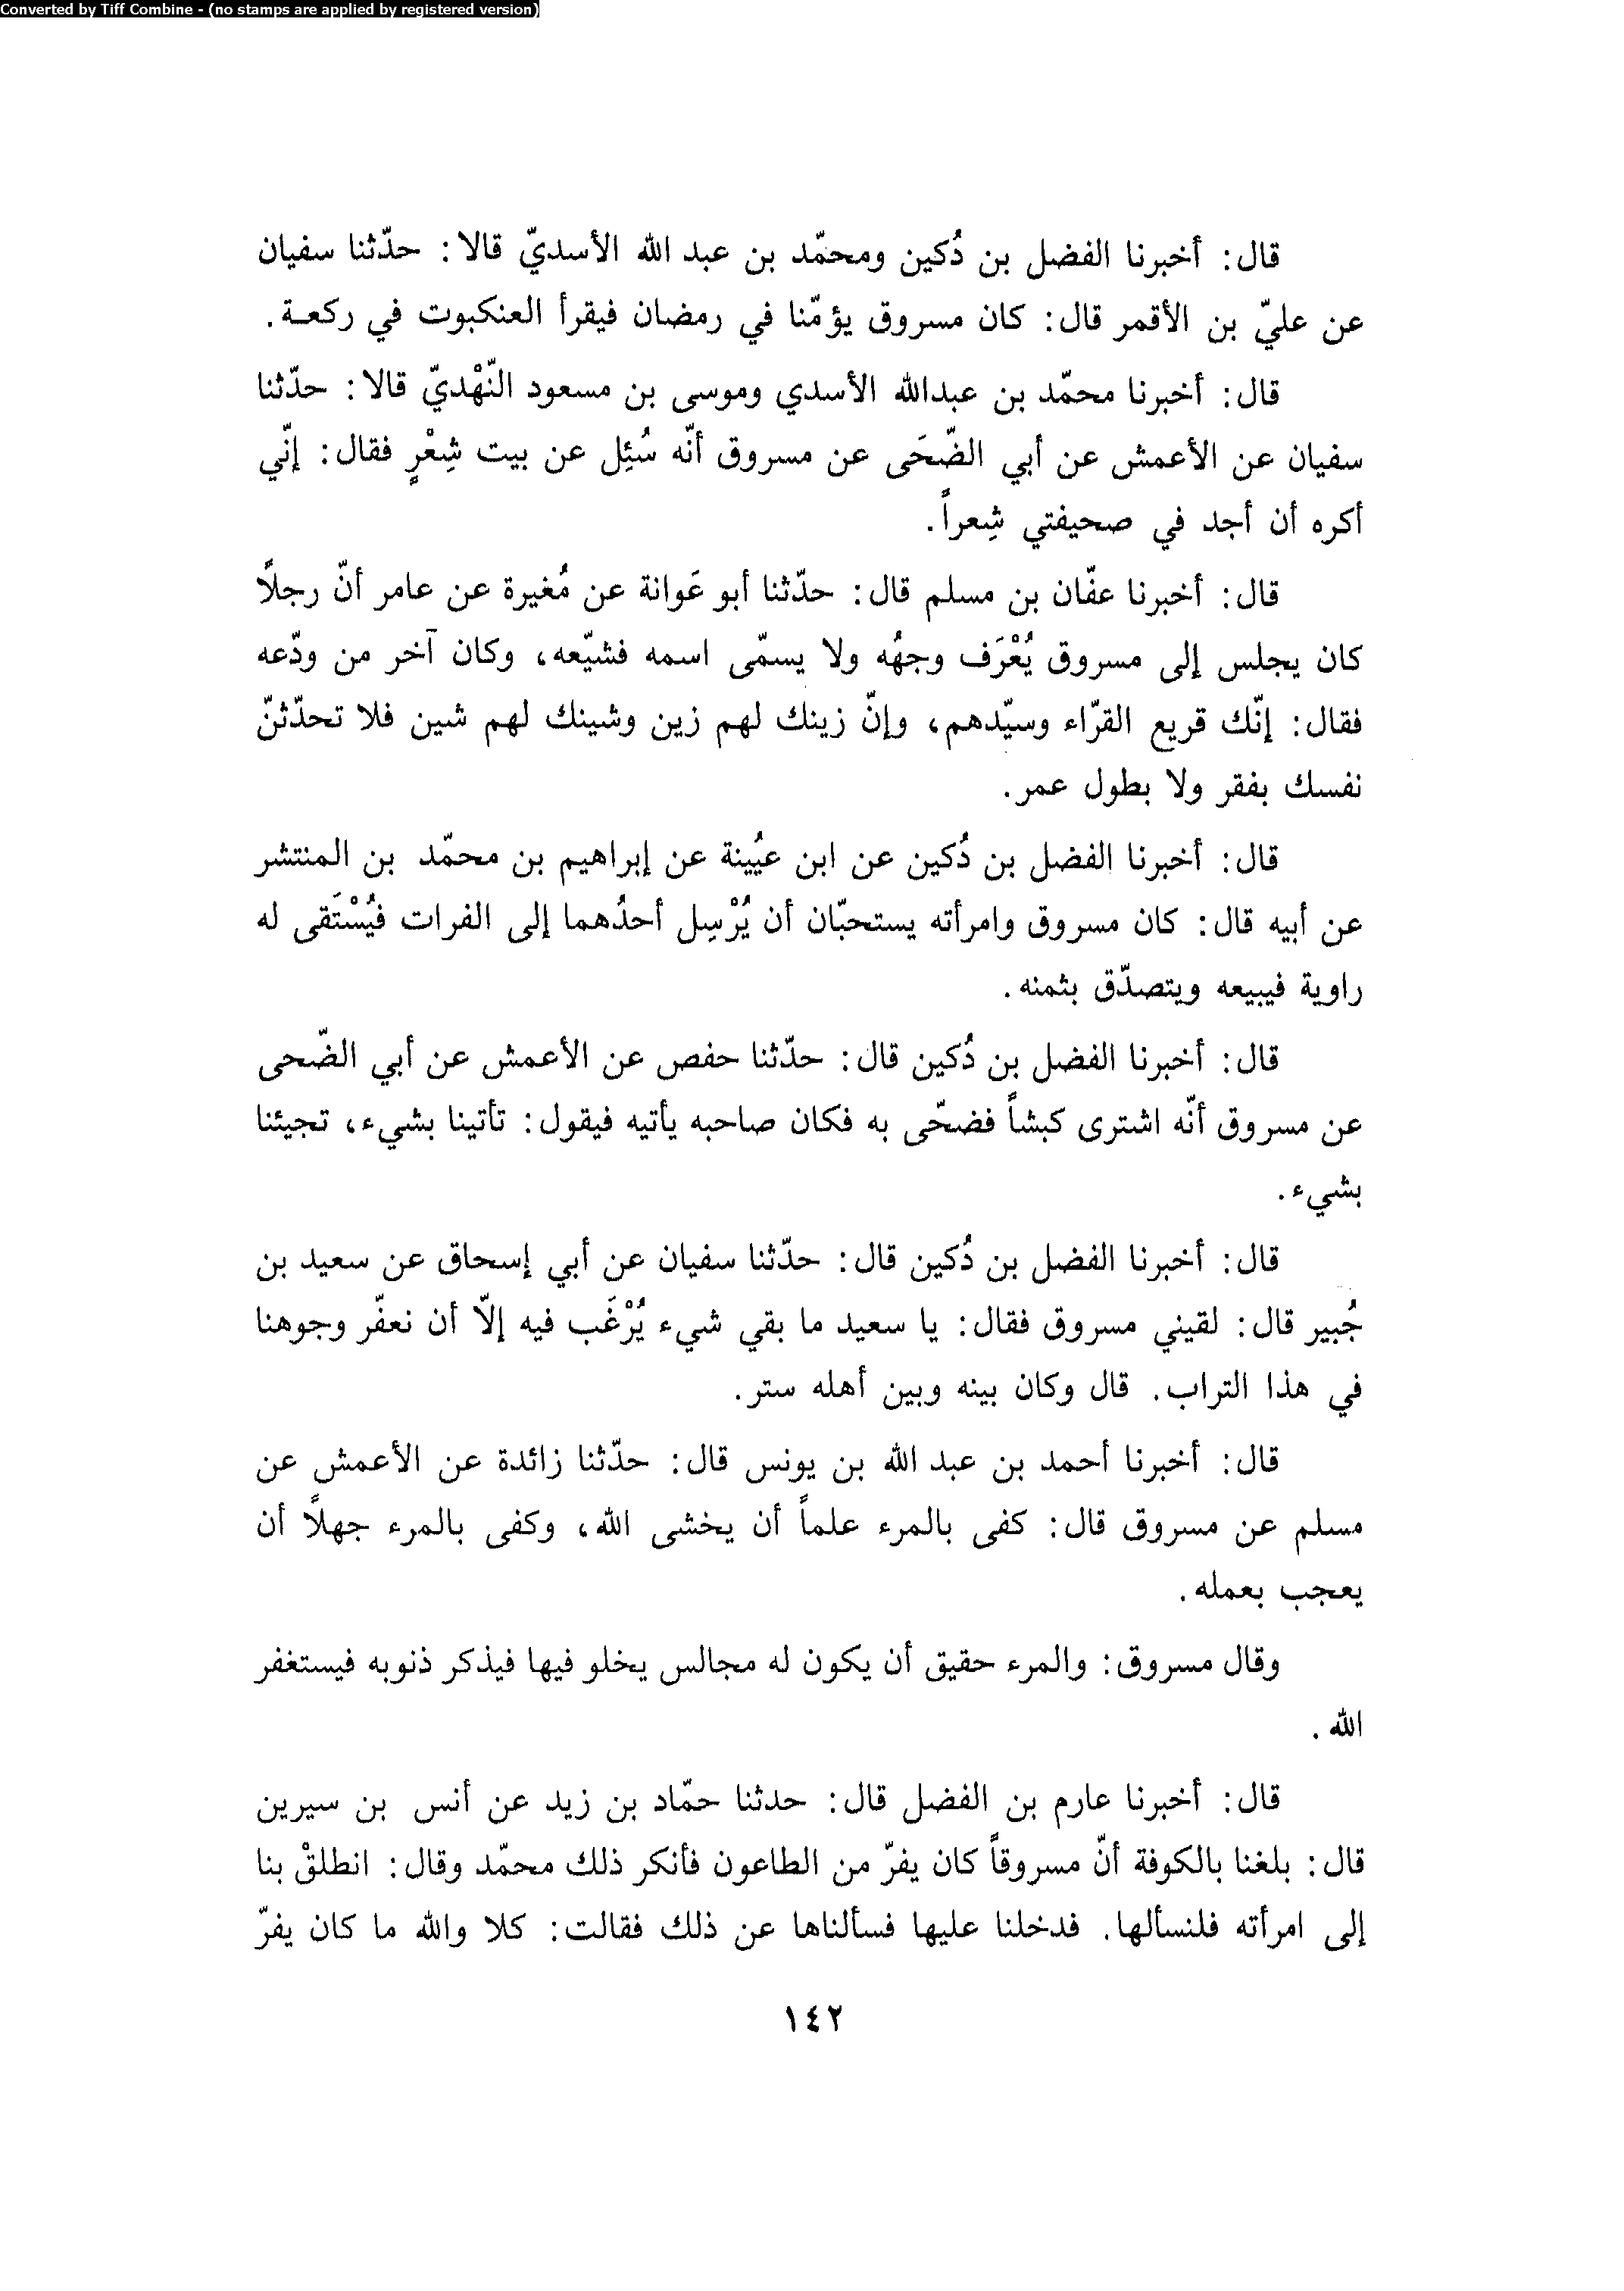 Converted by Tiff Combine - (no stamps are applied by registered version)
قال: أخبرنا الفضل بن دُكين ومحمّد بن عبد الله الأسديّ قالا: حدّثنا سفيان
عن عليّ بن الأقمر قال: كان مسروق يؤمّنا في رمضان فيقرأ العنكبوت في ركعـة.
قال: أخبرنا محمّد بن عبدالله الأسدي وموسى بن مسعود النّهْديّ قالا: حدّثنا
سفيان عن الأعمش عن أبي الضّحَى عن مسروق أنّه سُئِل عن بيت شِعْرٍ فقال: إنّي
أكره أن أجد في صحيفتي شِعراً.
قال: أخبرنا عفّان بن مسلم قال: حدّثنا أبو عَوانة عن مُغيرة عن عامر أنّ رجلاً
كان يجلس إلى مسروق يُعْرَف وجهُه ولا يسمّى اسمه فشيّعه، وكان آخر من ودّعه
فقال: إنّك قريع القرّاء وسيّدهم، وإنّ زينك لهم زين وشينك لهم شين فلا تحدّثنّ
نفسك بفقر ولا بطول عمر.
قال: أخبرنا الفضل بن دُكين عن ابن عيُينة عن إبراهيم بن محمّد بن المنتشر
عن أبيه قال: كان مسروق وامرأته يستحبّان أن يُرْسِل أحدُهما إلى الفرات فيُسْتَقى له
راوية فيبيعه ويتصدّق بثمنه.
قال: أخبرنا الفضل بن دُكين قال: حدّثنا حفص عن الأعمش عن أبي الضّحى
عن مسروق أنّه اشترى كبشاً فضحّى به فكان صاحبه يأتيه فيقول: تأتينا بشيء، تجيئنا
بشيء.
قال: أخبرنا الفضل بن دُكين قال: حدّثنا سفيان عن أبي إسحاق عن سعيد بن
جُبير قال: لقيني مسروق فقال: يا سعيد ما بقي شيء يُرْغَب فيه إلاّ أن نعفّر وجوهنا
في هذا التراب. قال وكان بينه وبين أهله ستر.
قال: أخبرنا أحمد بن عبد الله بن يونس قال: حدّثنا زائدة عن الأعمش عن
مسلم عن مسروق قال: كفى بالمرء علماً أن يخشى الله، وكفى بالمرء جهلاً أن
يعجب بعمله.
وقال مسروق: والمرء حقيق أن يكون له مجالس يخلو فيها فيذكر ذنوبه فيستغفر
الله.
قال: أخبرنا عارم بن الفضل قال: حدثنا حمّاد بن زيد عن أنس بن سيرين
قال: بلغنا بالكوفة أنّ مسروقاً كان يفرّ من الطاعون فأنكر ذلك محمّد وقال: انطلقْ بنا
إلى امرأته فلنسألها. فدخلنا عليها فسألناها عن ذلك فقالت: كلا والله ما كان يفرّ
١٤٢